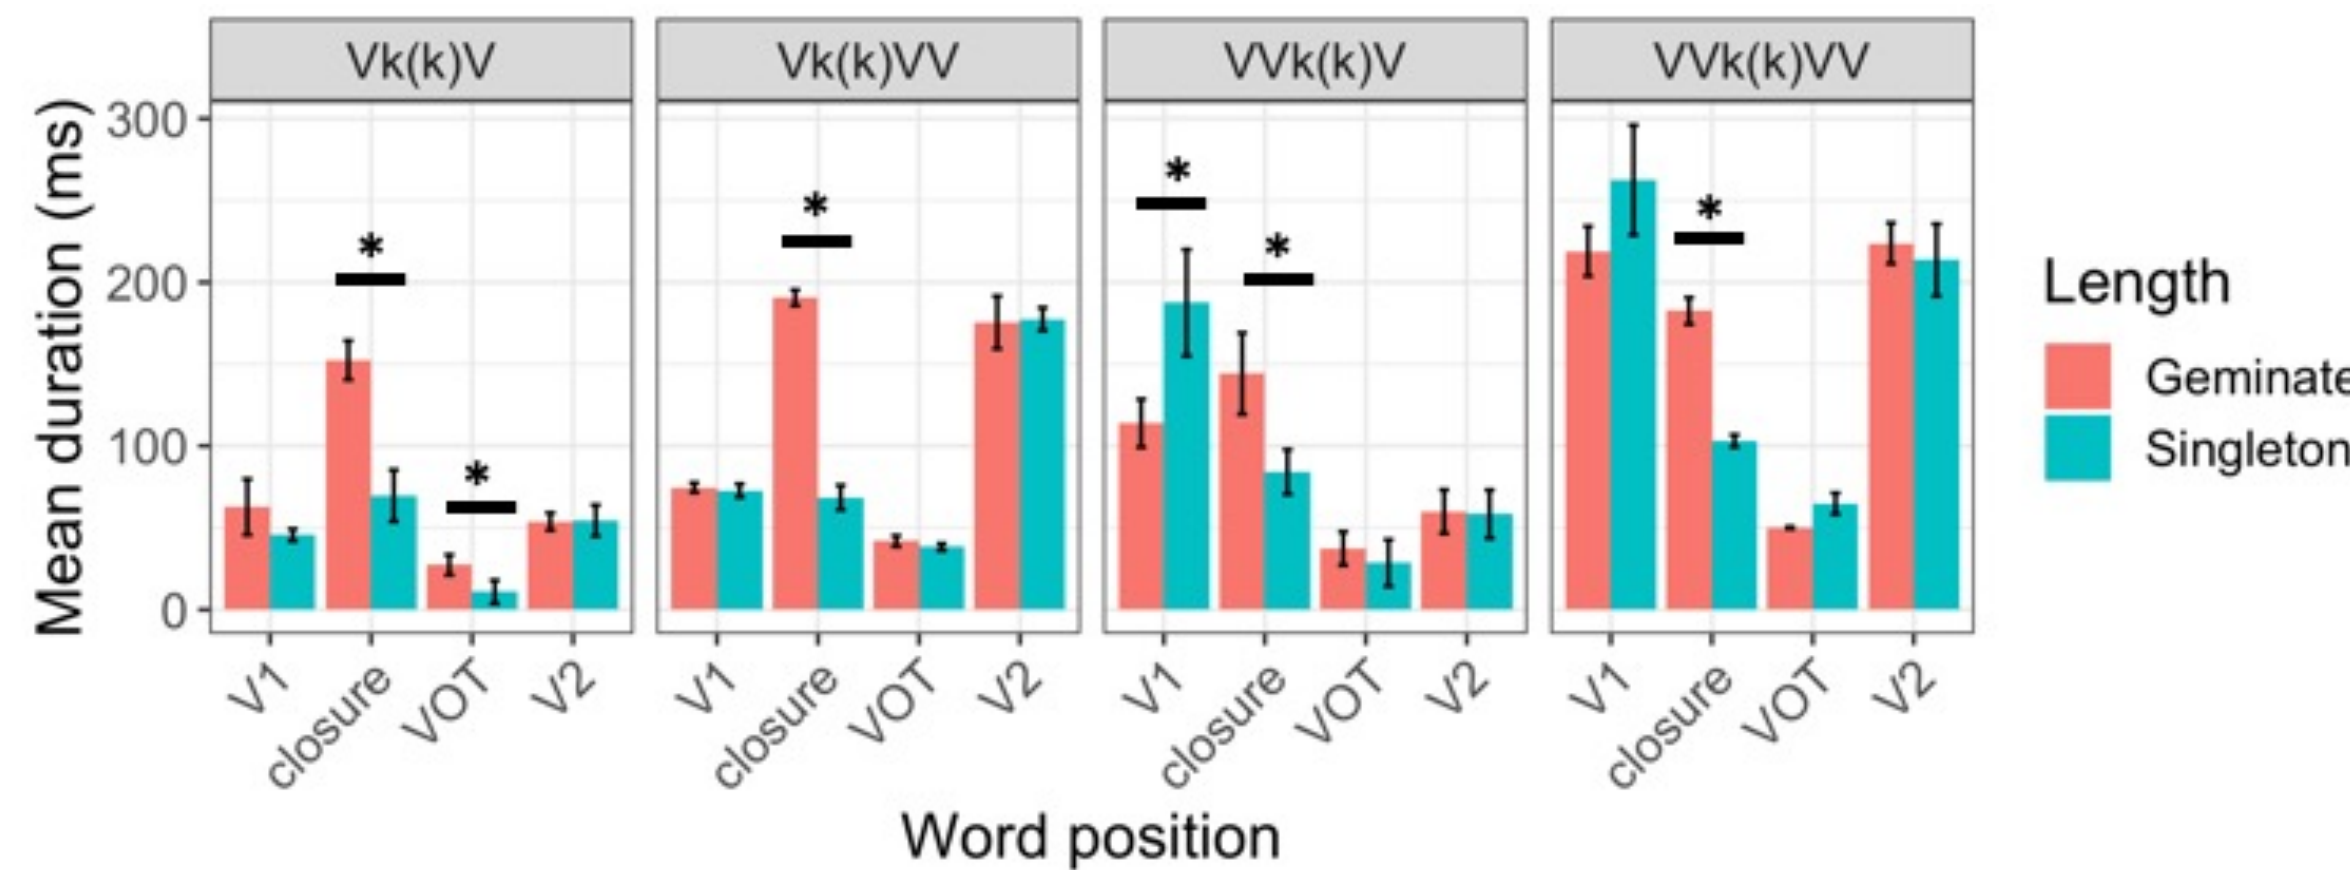 Vk(k)V
Vk(k)VV
VVk(k)V
VVk(k)VV
Mean duration (ms)
300
200
100
0
*
*
*
*
*
*
V1
closure
VOT
V2
V1
closure
VOT
V2
V1
closure
VOT
V2
V1
closure
VOT
V2
Word position
Length
Geminate
Singleton